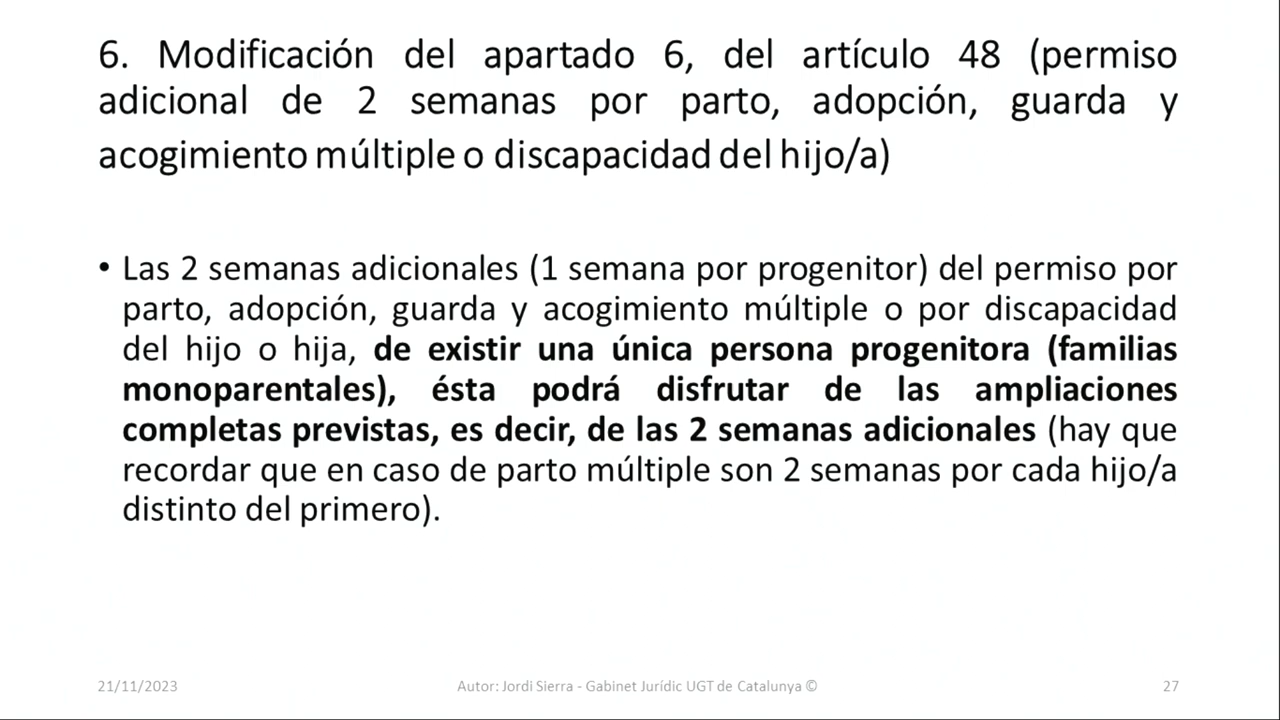 6. Modificación del apartado 6, del artículo 48 (permiso
adicional de 2 semanas por parto, adopción, guarda y
acogimiento múltiple o discapacidad del hijo/a)
• Las 2 semanas adicionales (1 semana por progenitor) del permiso por
parto, adopción, guarda y acogimiento múltiple o por discapacidad
del hijo o hija, de existir una única persona progenitora (familias
monoparentales), ésta podrá disfrutar de las ampliaciones
completas previstas, es decir, de las 2 semanas adicionales (hay que
recordar que en caso de parto múltiple son 2 semanas por cada hijo/a
distinto del primero).
21/11/2023 Autor: Jordi Sierra - Gabinet Jurídic UGT de Catalunya © 27